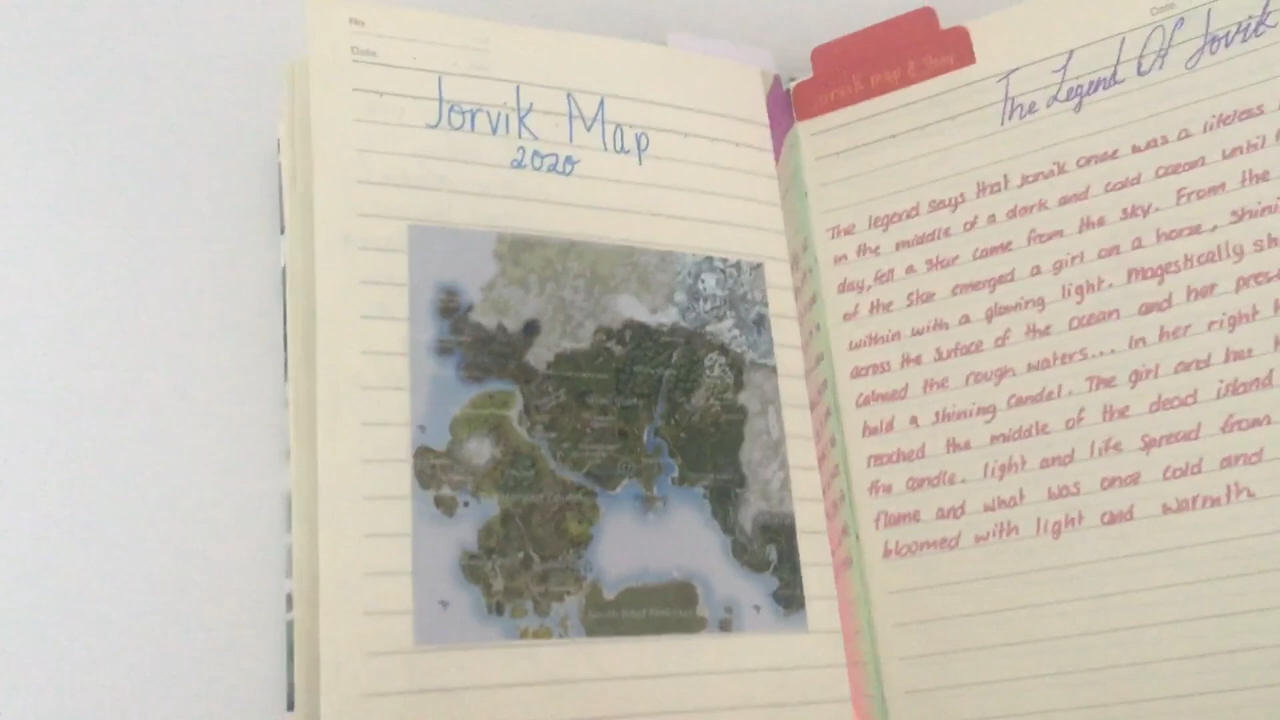 No.
Date.
Jorvik Map
2020
Date
The Legend Of Jovik
The legend says that Jorvik once was a lifeless
in the middle of a dark and cold ocean until
day, fell a Star came from the sky. From the
of the Star emerged a girl on a horse, Shini
within with a glowing light. Magestically sh
across the Surface of the ocean and her pres
calmed the rough waters... In her right h
held a shining Candel. The girl and her h
reached the middle of the dead island
the candle. light and life Spread from
flame and what was once cold and
bloomed with light and warmth